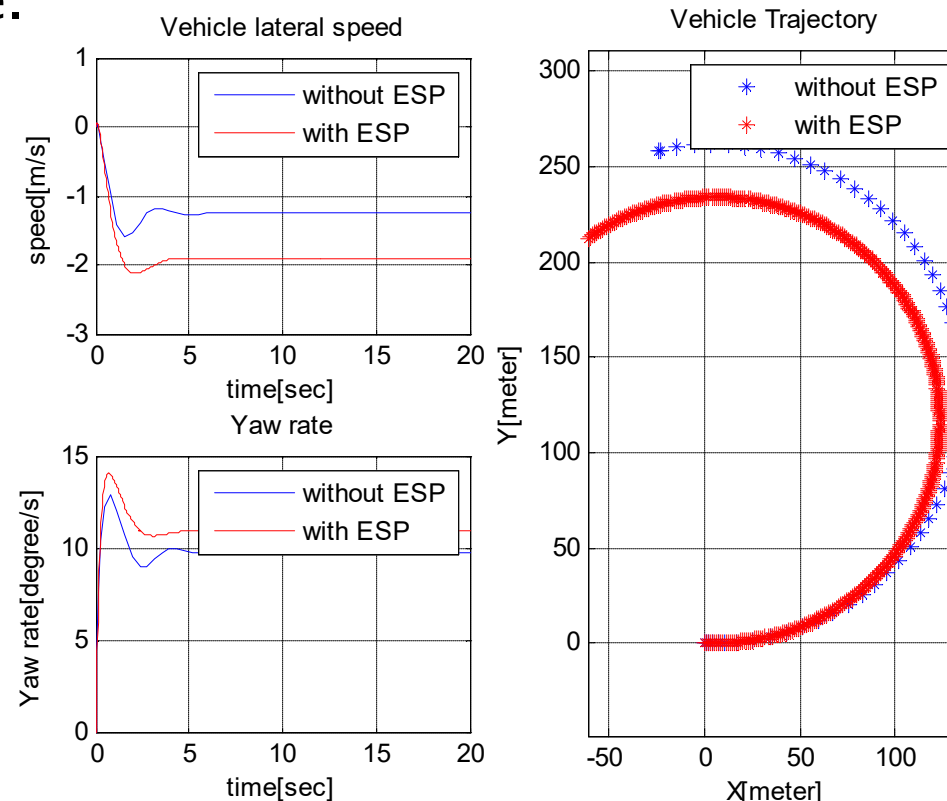 e.
Vehicle lateral speed
1
0
-1
-2
-3
speed[m/s]
without ESP
with ESP
0
5
10
15
20
time[sec]
Yaw rate
15
10
5
0
Yaw rate[degree/s]
without ESP
with ESP
0
5
10
15
20
time[sec]
Vehicle Trajectory
300
250
200
150
100
50
0
Y[meter]
without ESP
with ESP
-50
0
50
100
X[meter]